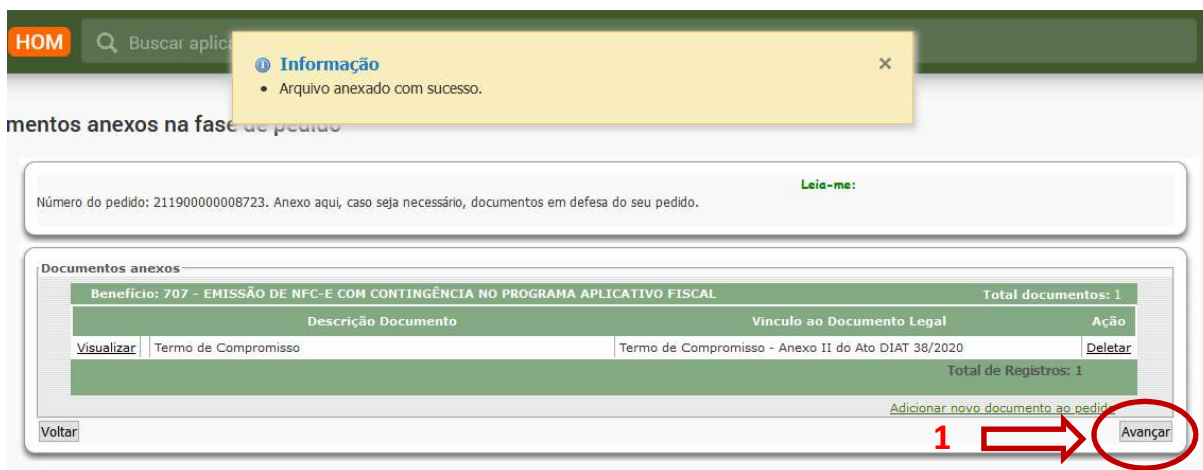 HOM
Buscar aplic
Informação
×
• Arquivo anexado com sucesso.
mentos anexos na fase de pedido
Leia-me:
Número do pedido: 211900000008723. Anexo aqui, caso seja necessário, documentos em defesa do seu pedido.
Documentos anexos
Benefício: 707 - EMISSÃO DE NFC-E COM CONTINGÊNCIA NO PROGRAMA APLICATIVO FISCAL Total documentos: 1
Descrição Documento Vinculo ao Documento Legal Ação
Visualizar Termo de Compromisso Termo de Compromisso - Anexo II do Ato DIAT 38/2020 Deletar
Total de Registros: 1
Adicionar novo documento ao pedido
Voltar 1 Avançar